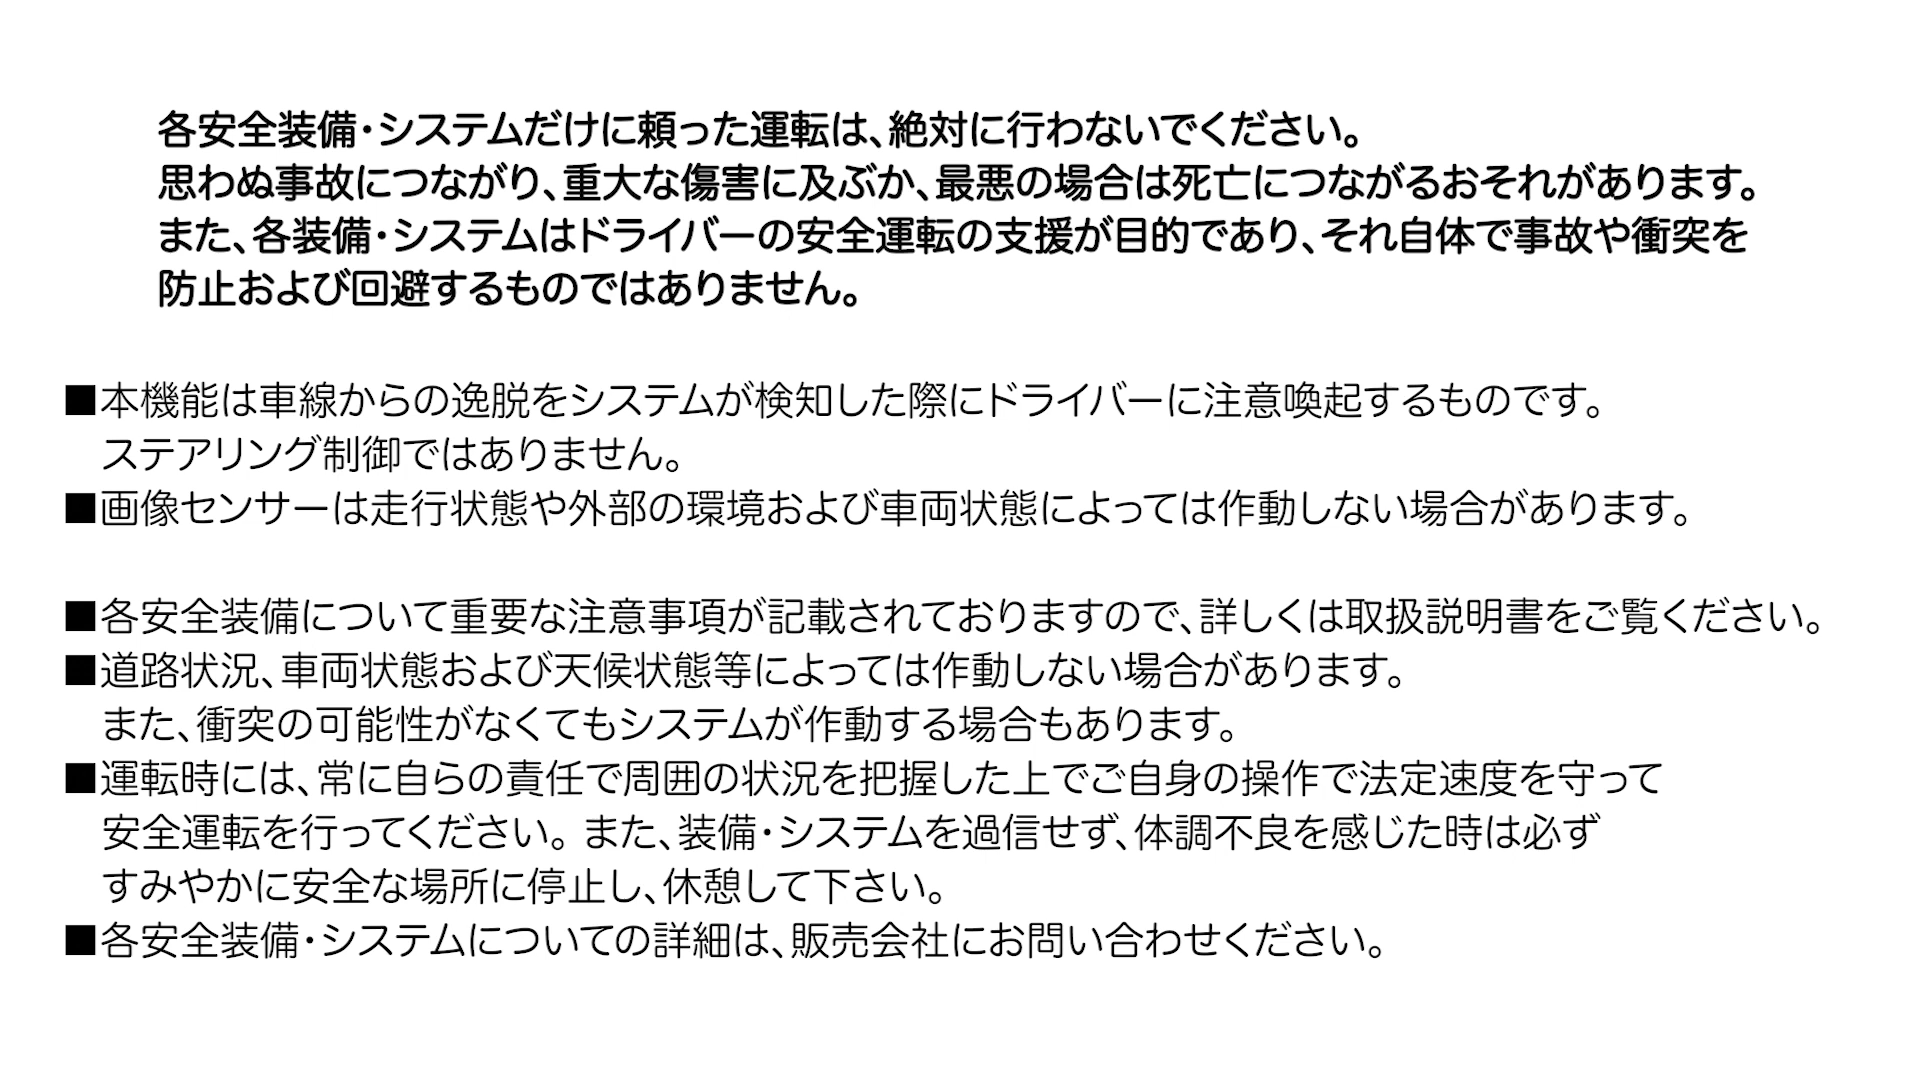 各安全装備・システムだけに頼った運転は、絶対に行わないでください。
思わぬ事故につながり、重大な傷害に及ぶか、最悪の場合は死亡につながるおそれがあります。
また、各装備・システムはドライバーの安全運転の支援が目的であり、それ自体で事故や衝突を
防止および回避するものではありません。
■本機能は車線からの逸脱をシステムが検知した際にドライバーに注意喚起するものです。
ステアリング制御ではありません。
■画像センサーは走行状態や外部の環境および車両状態によっては作動しない場合があります。
■各安全装備について重要な注意事項が記載されておりますので、詳しくは取扱説明書をご覧ください。
■道路状況、車両状態および天候状態等によっては作動しない場合があります。
また、衝突の可能性がなくてもシステムが作動する場合もあります。
■運転時には、常に自らの責任で周囲の状況を把握した上でご自身の操作で法定速度を守って
安全運転を行ってください。また、装備・システムを過信せず、体調不良を感じた時は必ず
すみやかに安全な場所に停止し、休憩して下さい。
■各安全装備・システムについての詳細は、販売会社にお問い合わせください。